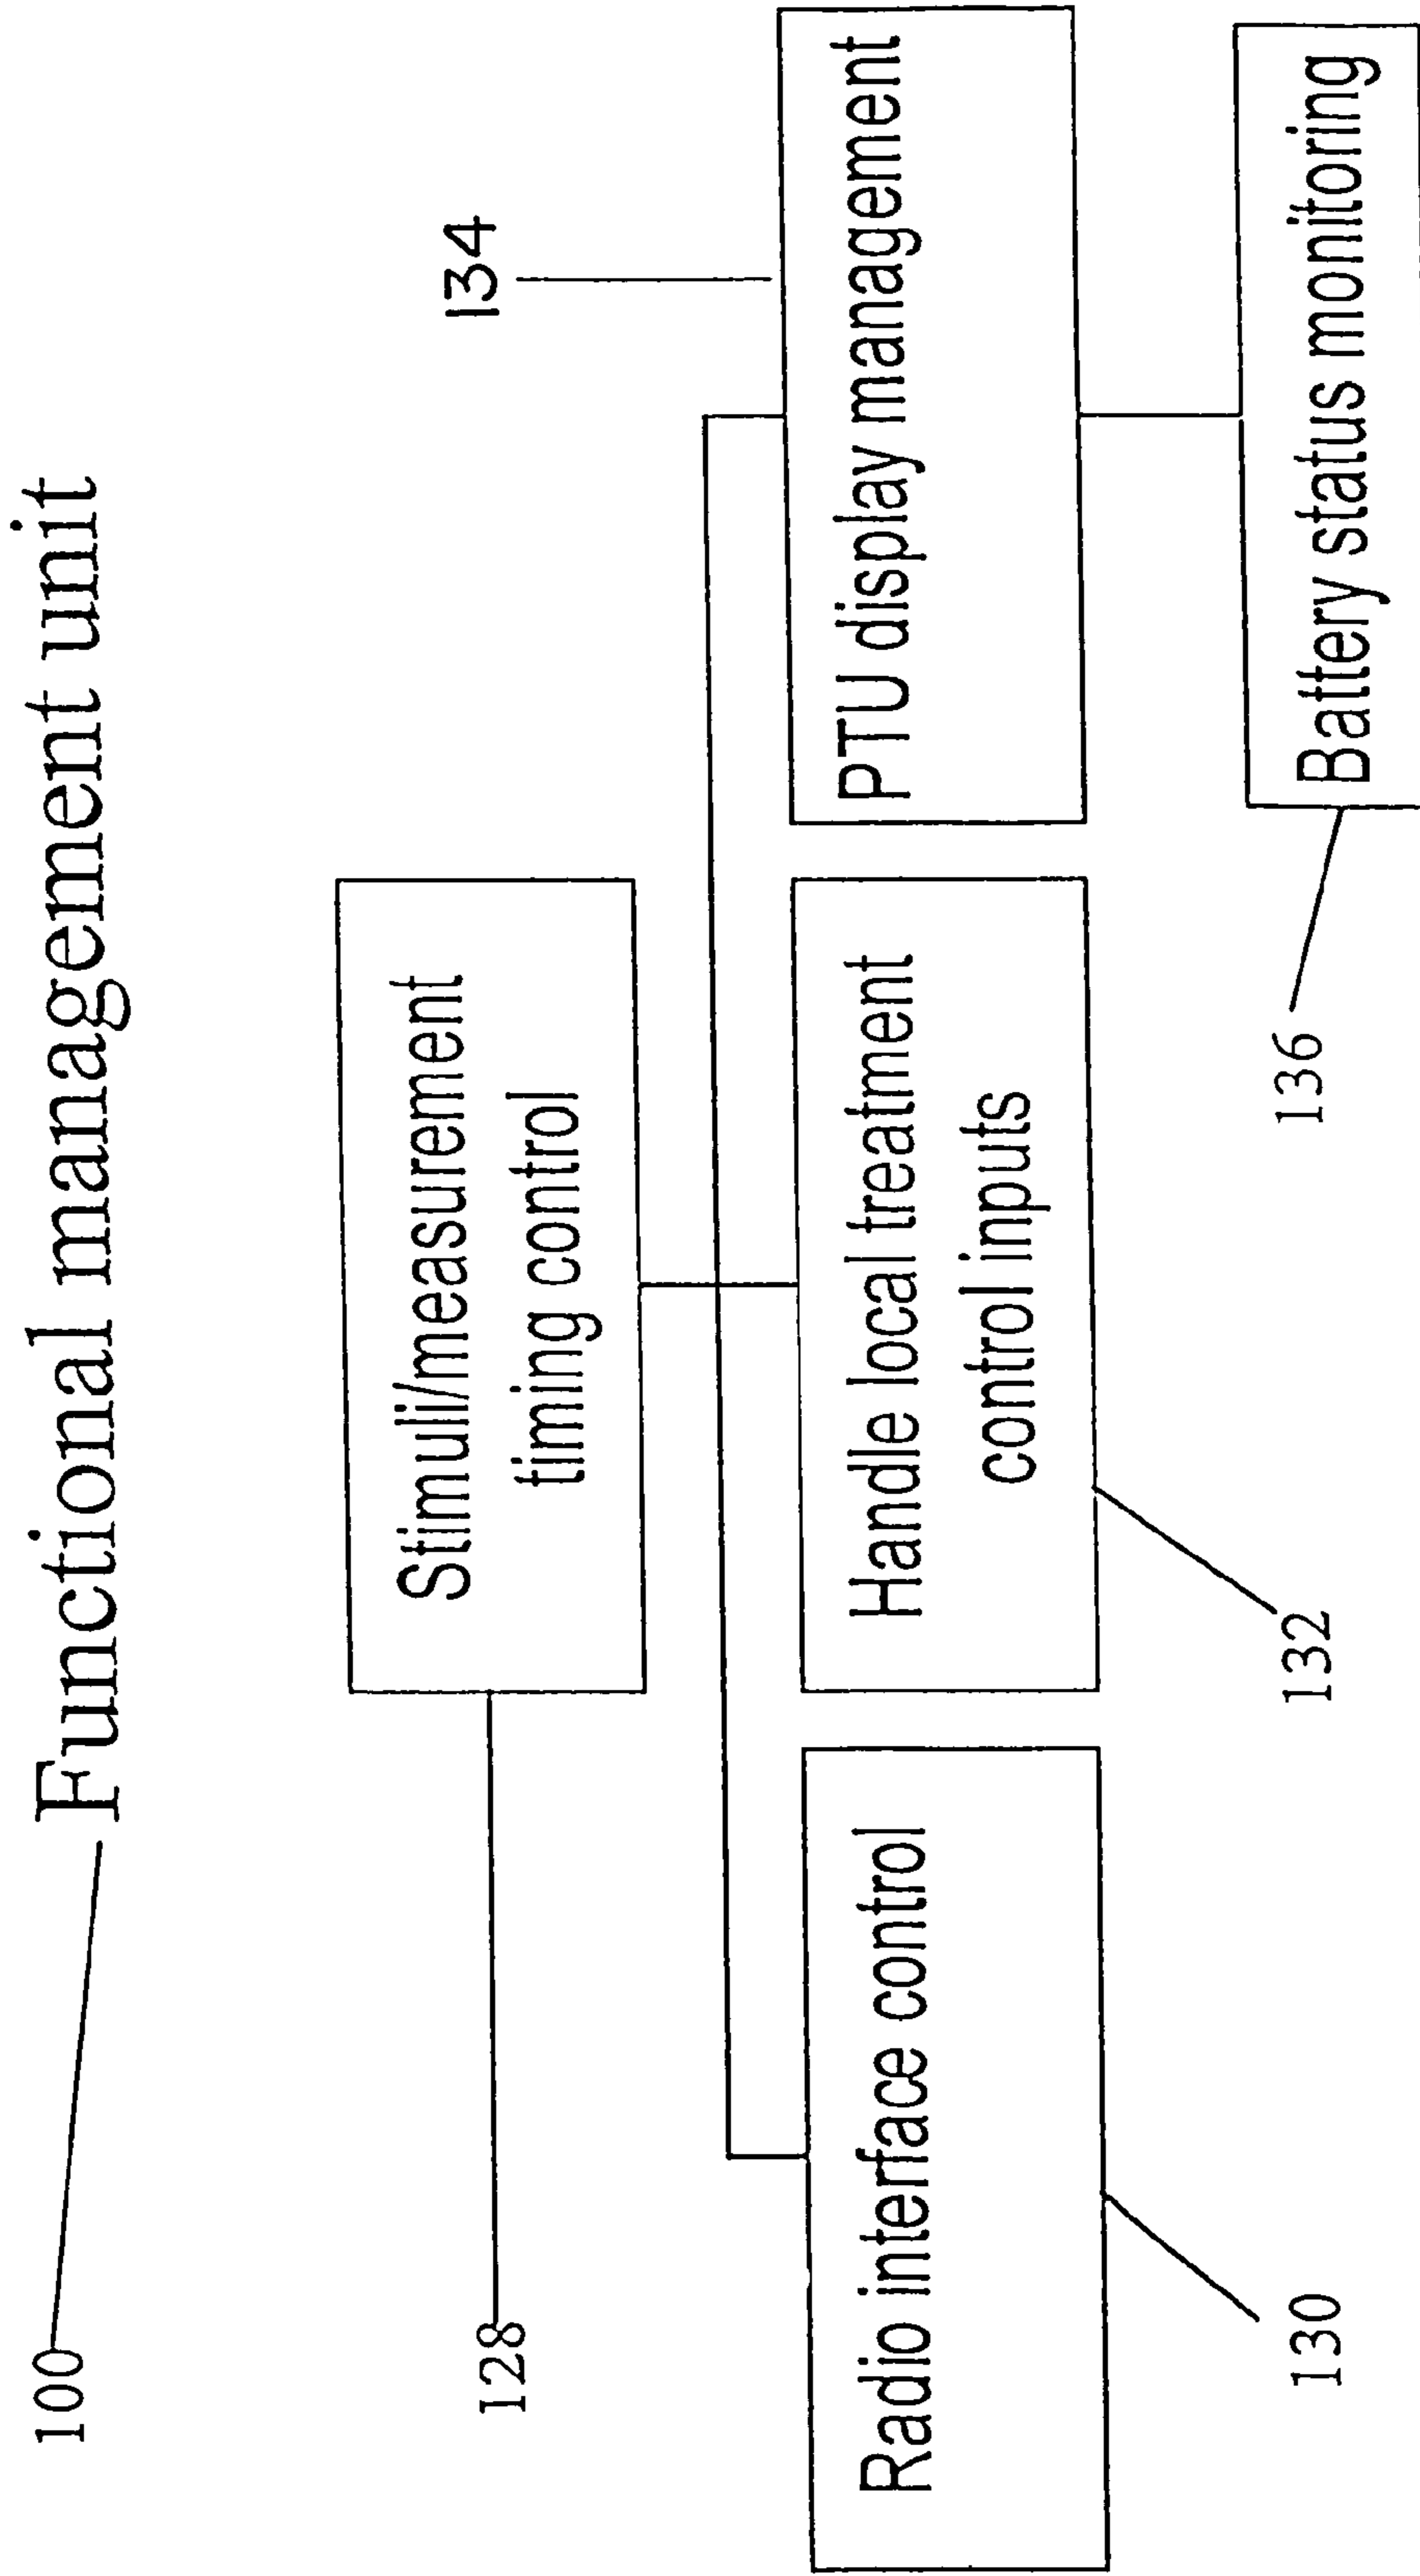 100
Functional management unit
128
Stimuli/measurement
timing control
134
Radio interface control
Handle local treatment
control inputs
PTU display management
130
132
136
Battery status monitoring